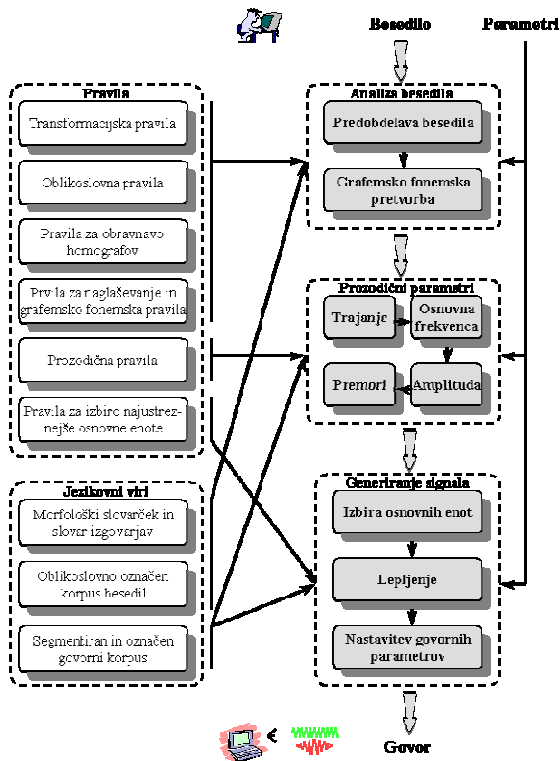 Besedilo
Parametri
Pravila
Transformacijska pravila
Oblikoslovna pravila
Pravila za obravnavo
homografov
Prvila za naglaševanje in
grafemsko fonemska pravila
Prozodična pravila
Pravila za izbiro najustrez-
nejše osnovne enote
Jezikovni viri
Morfološki slovarček in
slovar izgovarjav
Oblikoslovno označen
korpus besedil
Segmentiran in označen
govorni korpus
Analiza besedila
Predobdelava besedila
Grafemsko fonemska
pretvorba
Prozodični parametri
Trajanje
Osnovna
frekvenca
Premori
Amplituda
Generiranje signala
Izbira osnovnih enot
Lepljenje
Nastavitev govornih
parametrov
Govor